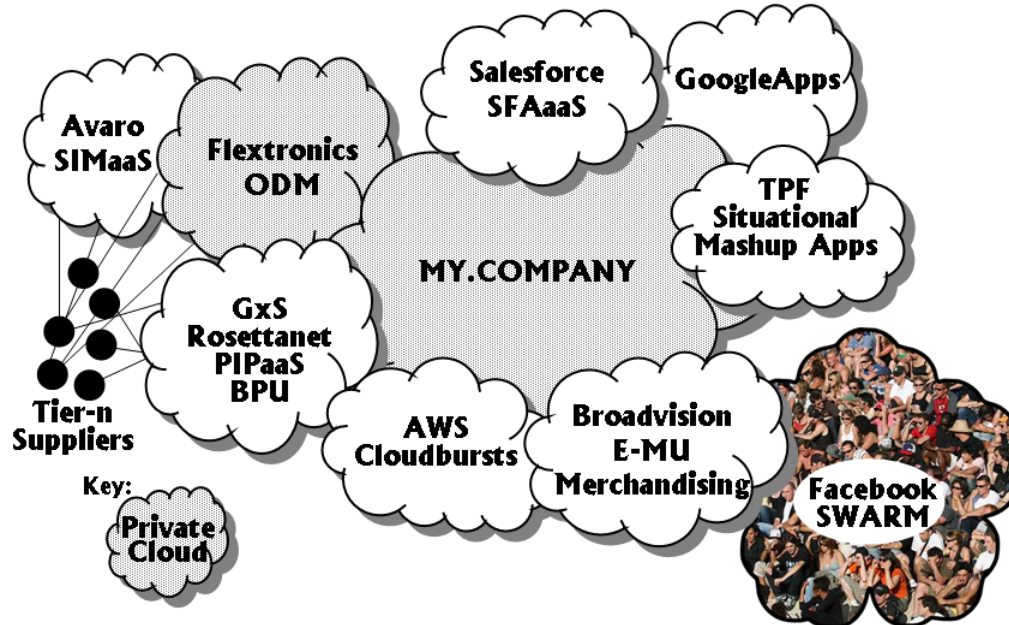 Salesforce
SFAaaS
GoogleApps
Avaro
SIMaaS
Flextronics
ODM
TPF
Situational
Mashup Apps
MY.COMPANY
GxS
Rosettanet
PIPaaS
BPU
Tier-n
Suppliers
AWS
Cloudbursts
Broadvision
E-MU
Merchandising
Facebook
SWARM
Key:
Private
Cloud